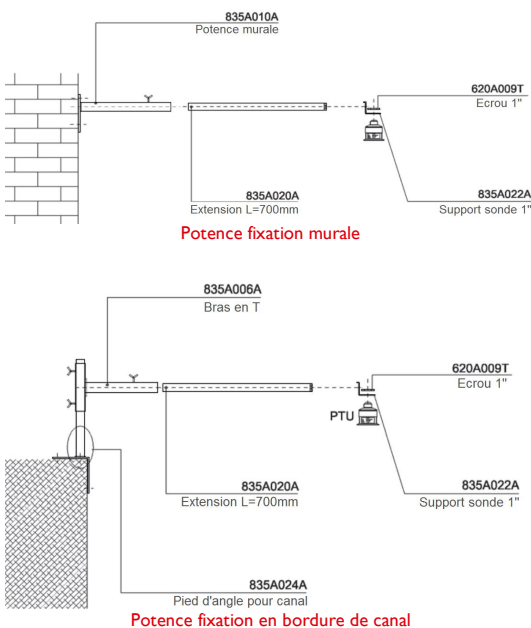 835A010A
Potence murale
620A009T
Ecrou 1"
835A020A
Extension L=700mm
835A022A
Support sonde 1"
Potence fixation murale
835A006A
Bras en T
620A009T
Ecrou 1"
PTU
835A020A
Extension L=700mm
835A022A
Support sonde 1"
835A024A
Pied d'angle pour canal
Potence fixation en bordure de canal